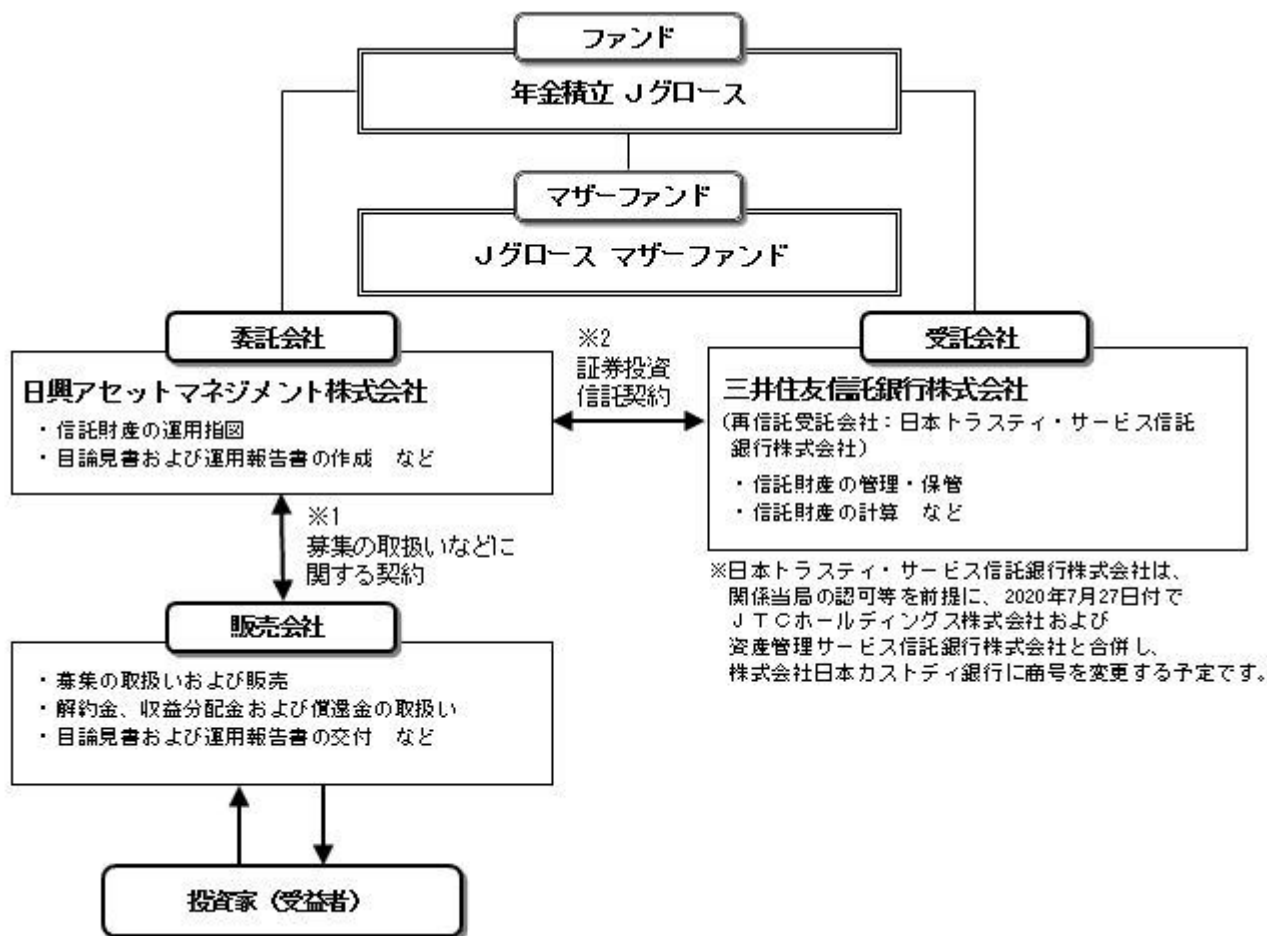 ファンド
年金積立 Jグロース
マザーファンド
Jグロース マザーファンド
委託会社
日興アセットマネジメント株式会社
・信託財産の運用指図
・目論見書および運用報告書の作成 など
※2
証券投資
信託契約
受託会社
三井住友信託銀行株式会社
(再信託受託会社：日本トラスティ・サービス信託
銀行株式会社)
・信託財産の管理・保管
・信託財産の計算 など
※1
募集の取扱いなどに
関する契約
※日本トラスティ・サービス信託銀行株式会社は、
関係当局の認可等を前提に、2020年7月27日付で
JTCホールディングス株式会社および
資産管理サービス信託銀行株式会社と合併し、
株式会社日本カストディ銀行に商号を変更する予定です。
販売会社
・募集の取扱いおよび販売
・解約金、収益分配金および償還金の取扱い
・目論見書および運用報告書の交付 など
投資家（受益者）